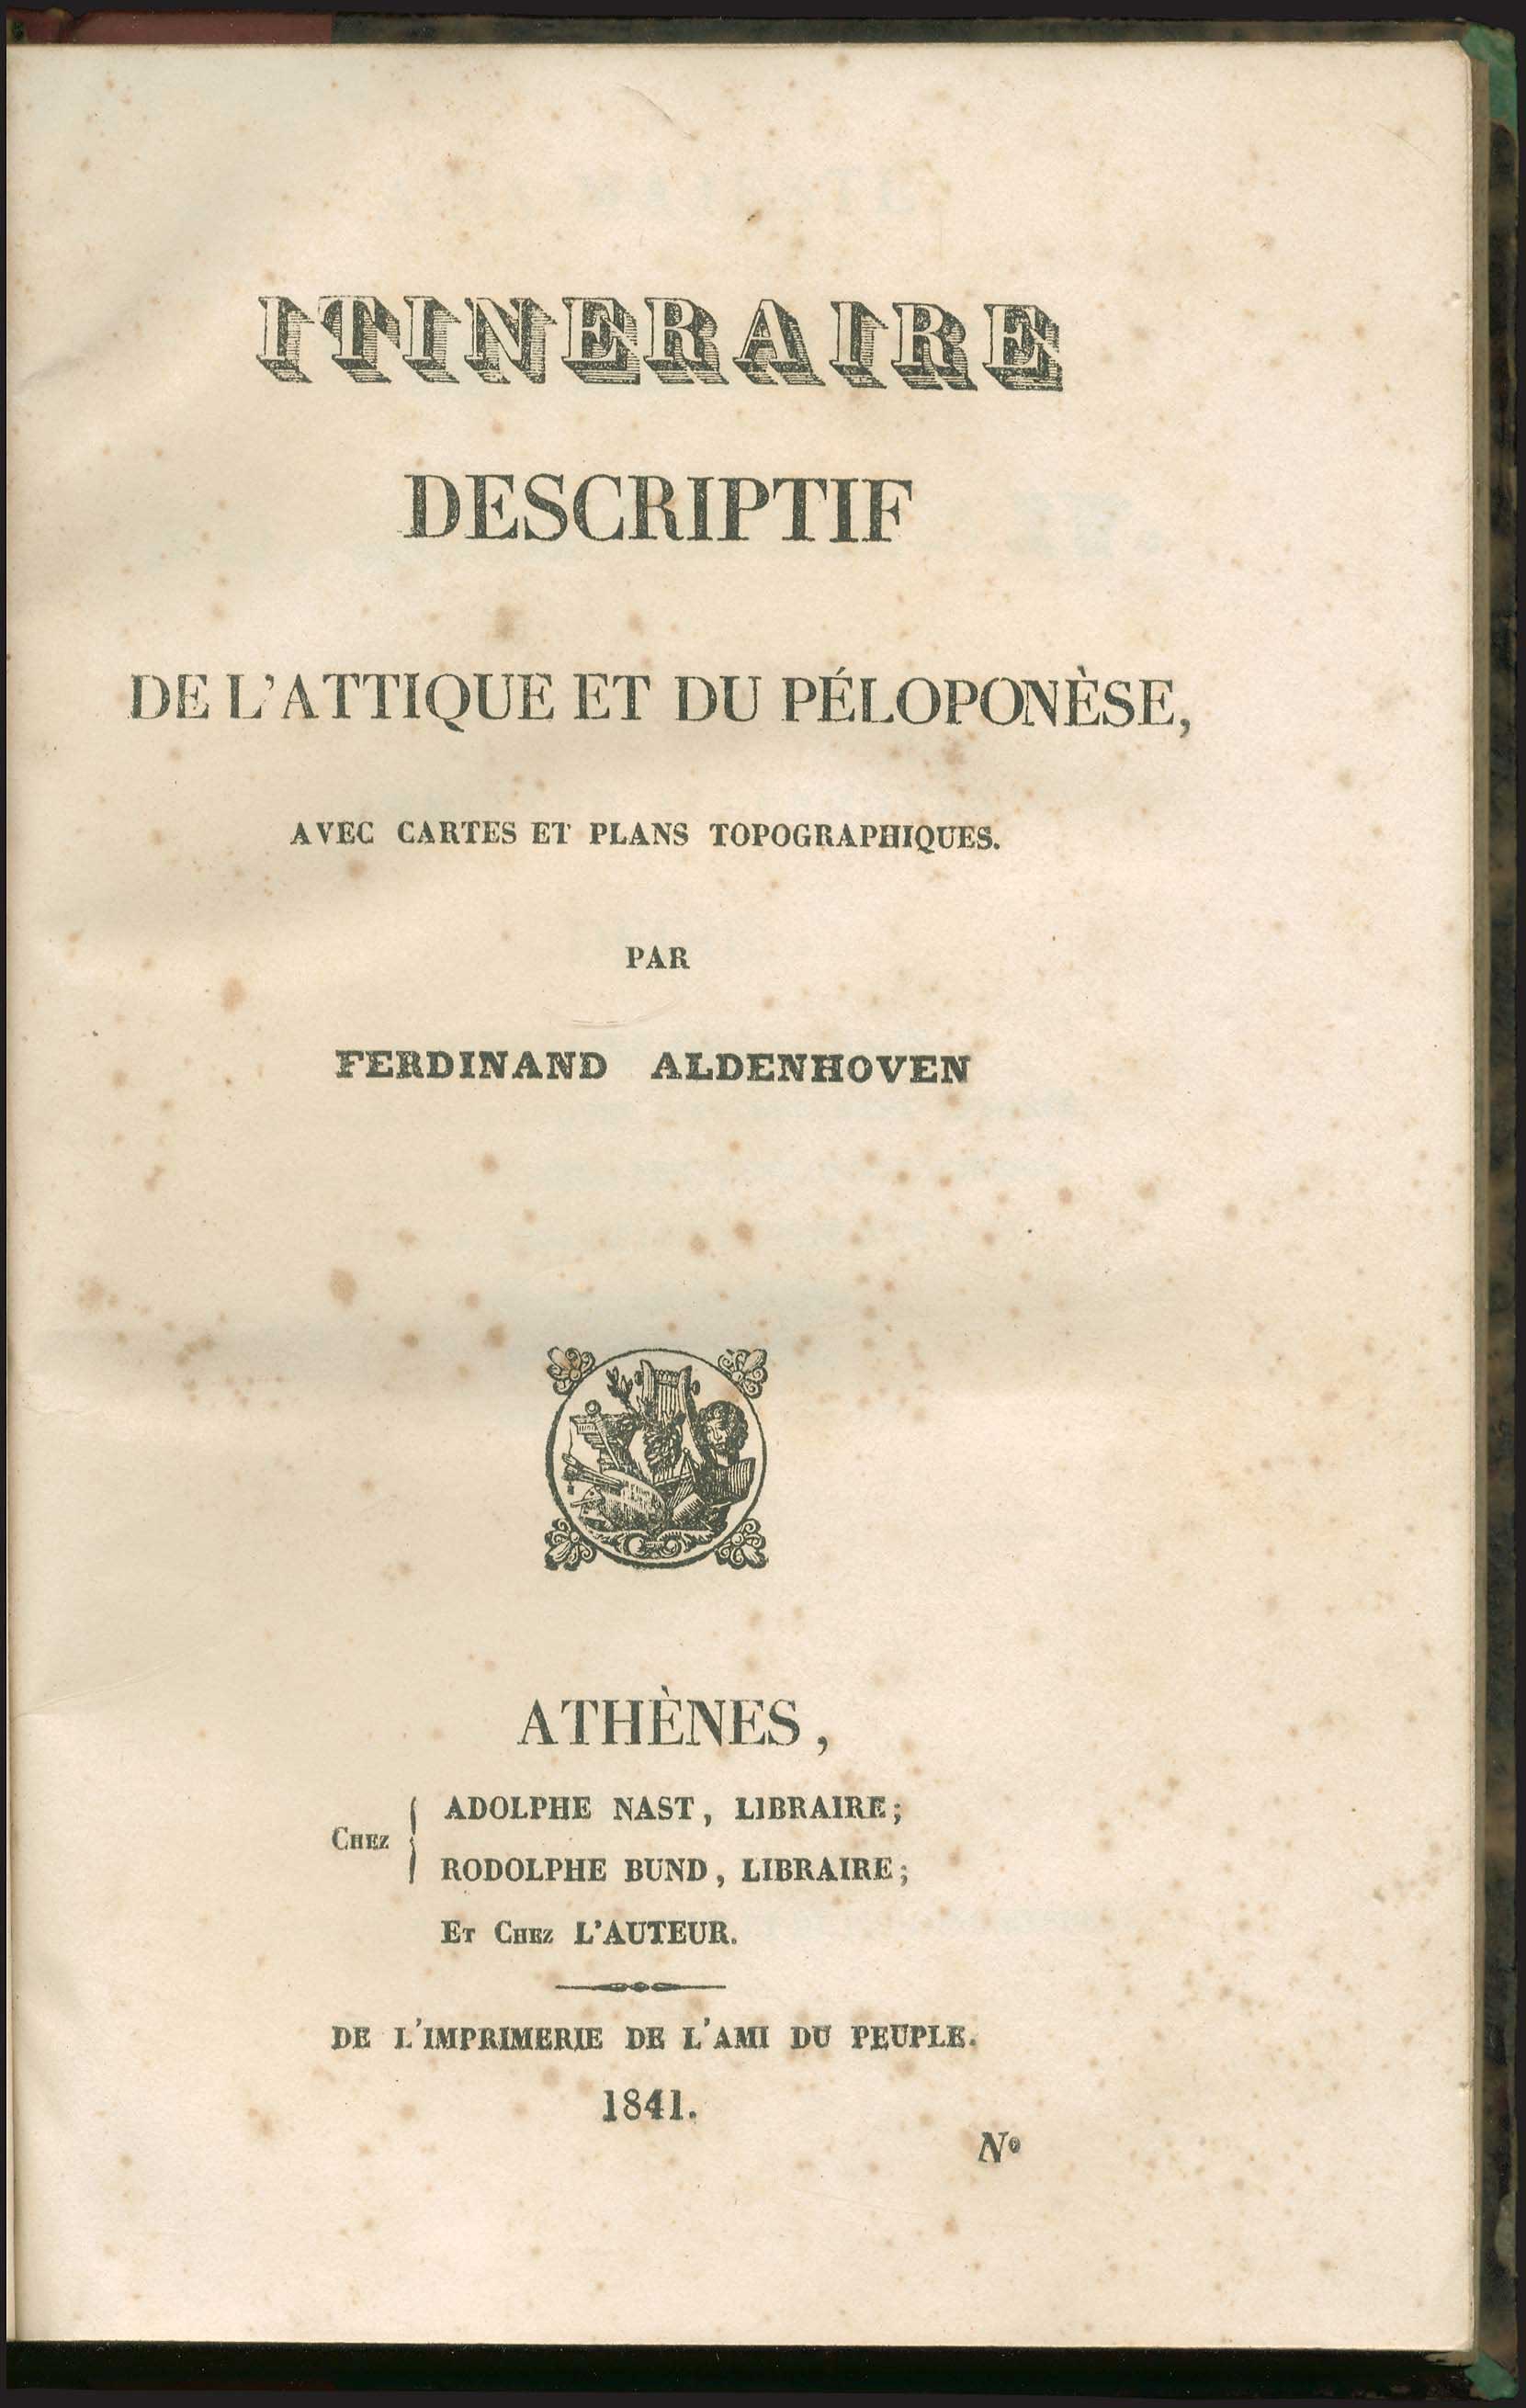 ITINERAIRE
DESCRIPTIF
DE L'ATTIQUE ET DU PÉLOPONÈSE,
AVEC CARTES ET PLANS TOPOGRAPHIQUES.
PAR
FERDINAND ALDENHOVEN
ATHÈNES,
CHEZ { ADOLPHE NAST, LIBRAIRE;
RODOLPHE BUND, LIBRAIRE;
ET CHEZ L'AUTEUR.
DE L'IMPRIMERIE DE L'AMI DU PEUPLE.
1841.
Nº